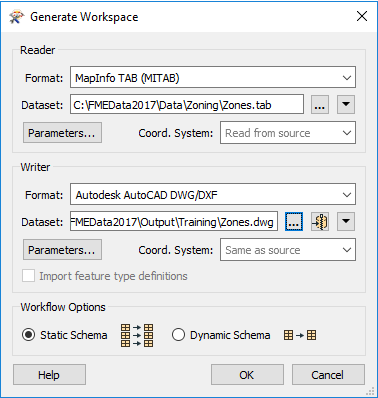 Generate Workspace
Reader
Format: MapInfo TAB (MITAB)
Dataset: C:\FMEData2017\Data\Zoning\Zones.tab ...
Parameters... Coord. System: Read from source
Writer
Format: Autodesk AutoCAD DWG/DXF
Dataset: FMEData2017\Output\Training\Zones.dwg ...
Parameters... Coord. System: Same as source
Import feature type definitions
Workflow Options
Static Schema Dynamic Schema
Help OK Cancel